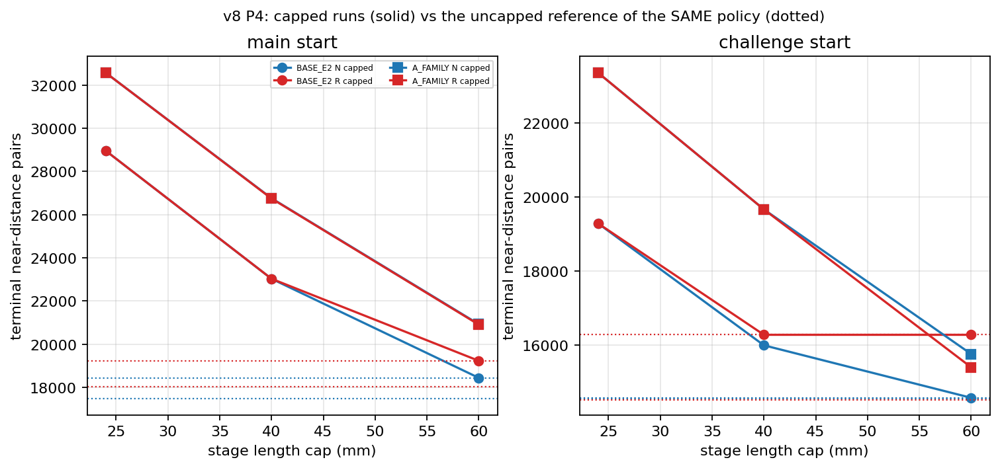 v8 P4: capped runs (solid) vs the uncapped reference of the SAME policy (dotted)
main start
challenge start
BASE_E2 N capped
BASE_E2 R capped
A_FAMILY N capped
A_FAMILY R capped
terminal near-distance pairs
32000
30000
28000
26000
24000
22000
20000
18000
25 30 35 40 45 50 55 60
stage length cap (mm)
terminal near-distance pairs
22000
20000
18000
16000
25 30 35 40 45 50 55 60
stage length cap (mm)